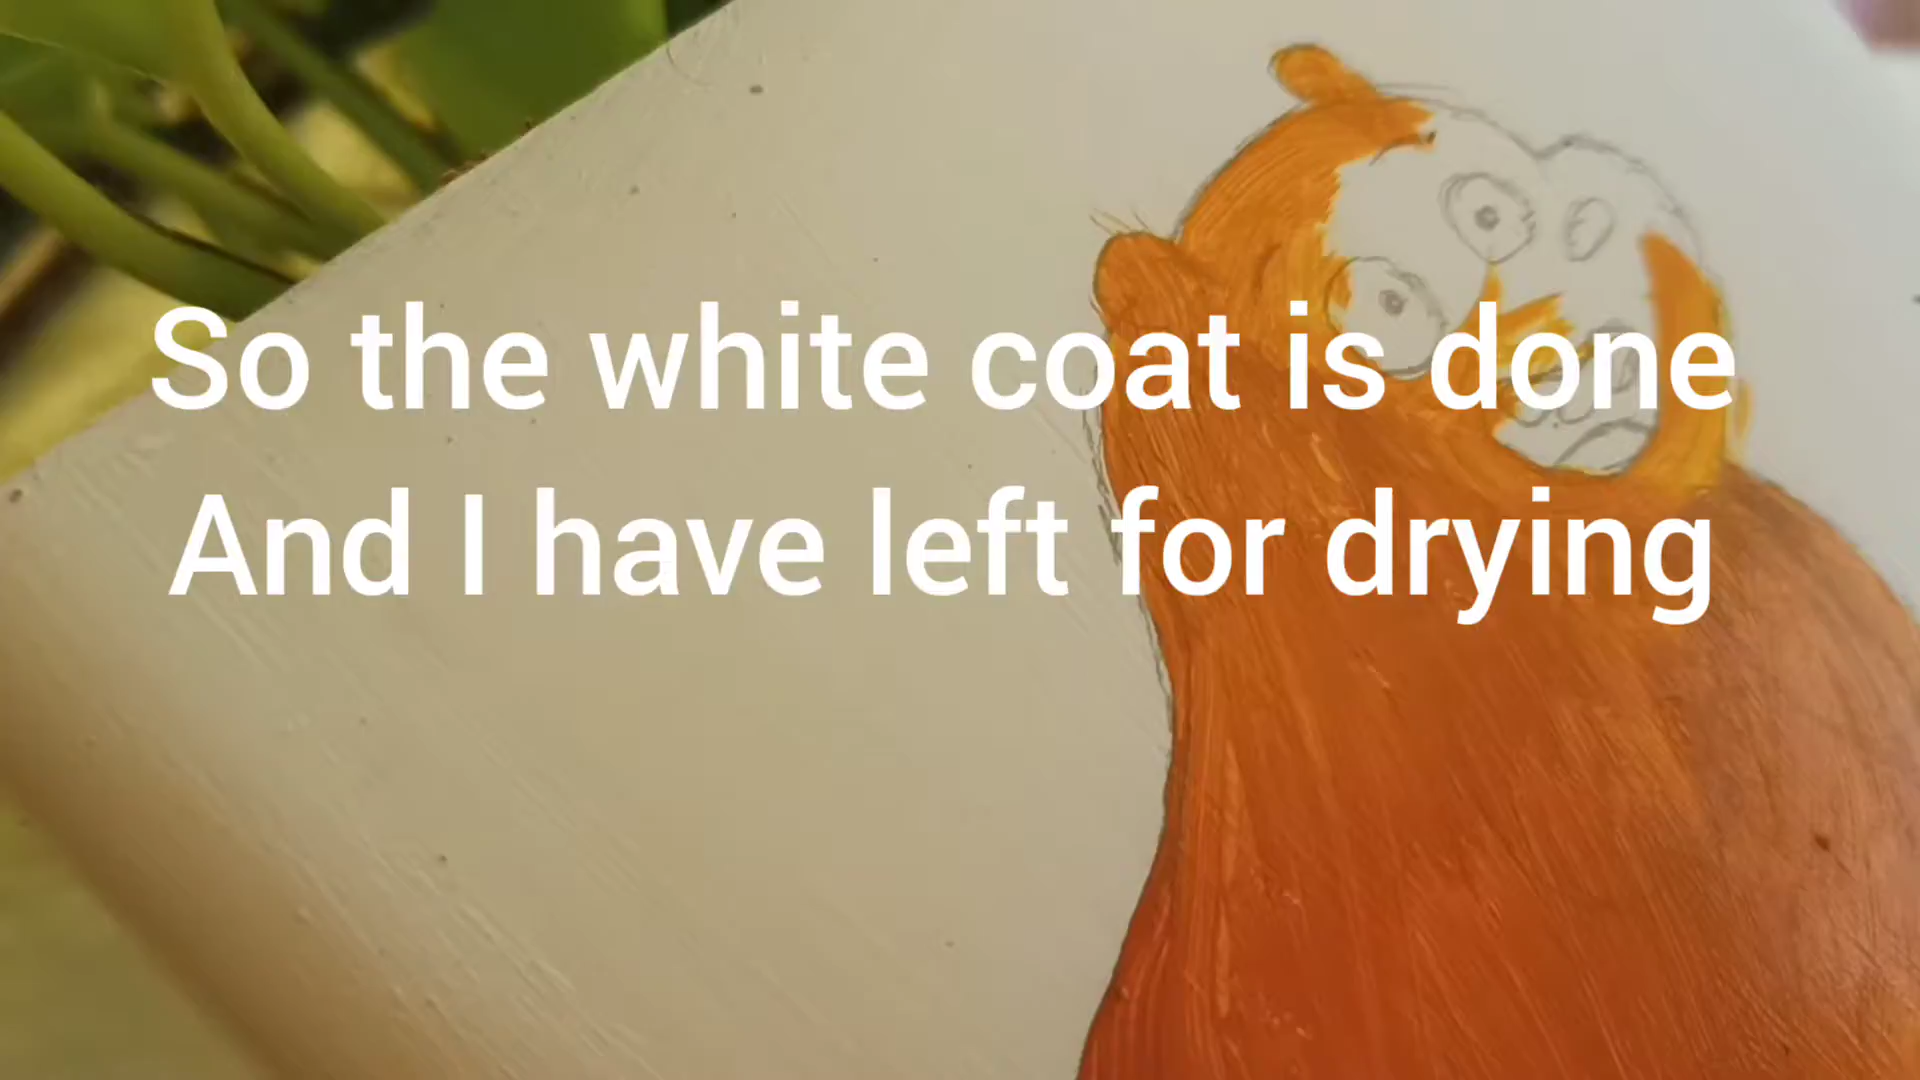 So the white coat is done
And I have left for drying